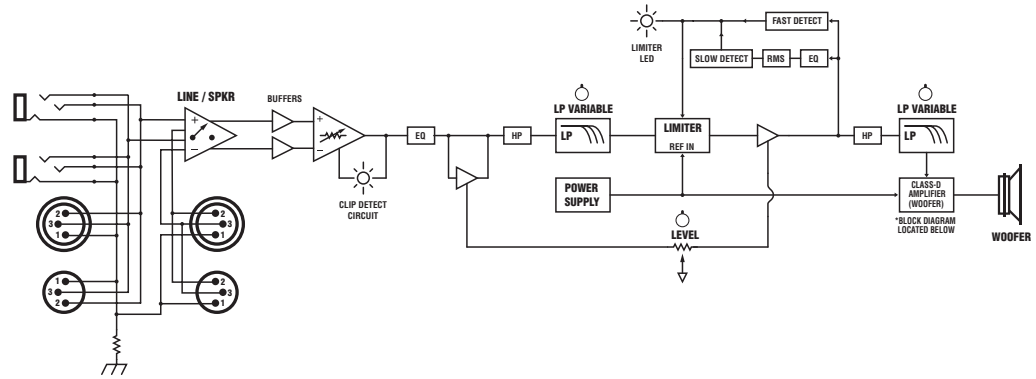 LIMITER
LED
FAST DETECT
SLOW DETECT
RMS
EQ
LINE / SPKR
BUFFERS
+
−
+
−
CLIP DETECT
CIRCUIT
EQ
HP
LP VARIABLE
LP
LIMITER
REF IN
HP
LP VARIABLE
LP
POWER
SUPPLY
LEVEL
CLASS-D
AMPLIFIER
(WOOFER)
*BLOCK DIAGRAM
LOCATED BELOW
WOOFER
2
3
1
2
3
1
1
3
2
2
3
1